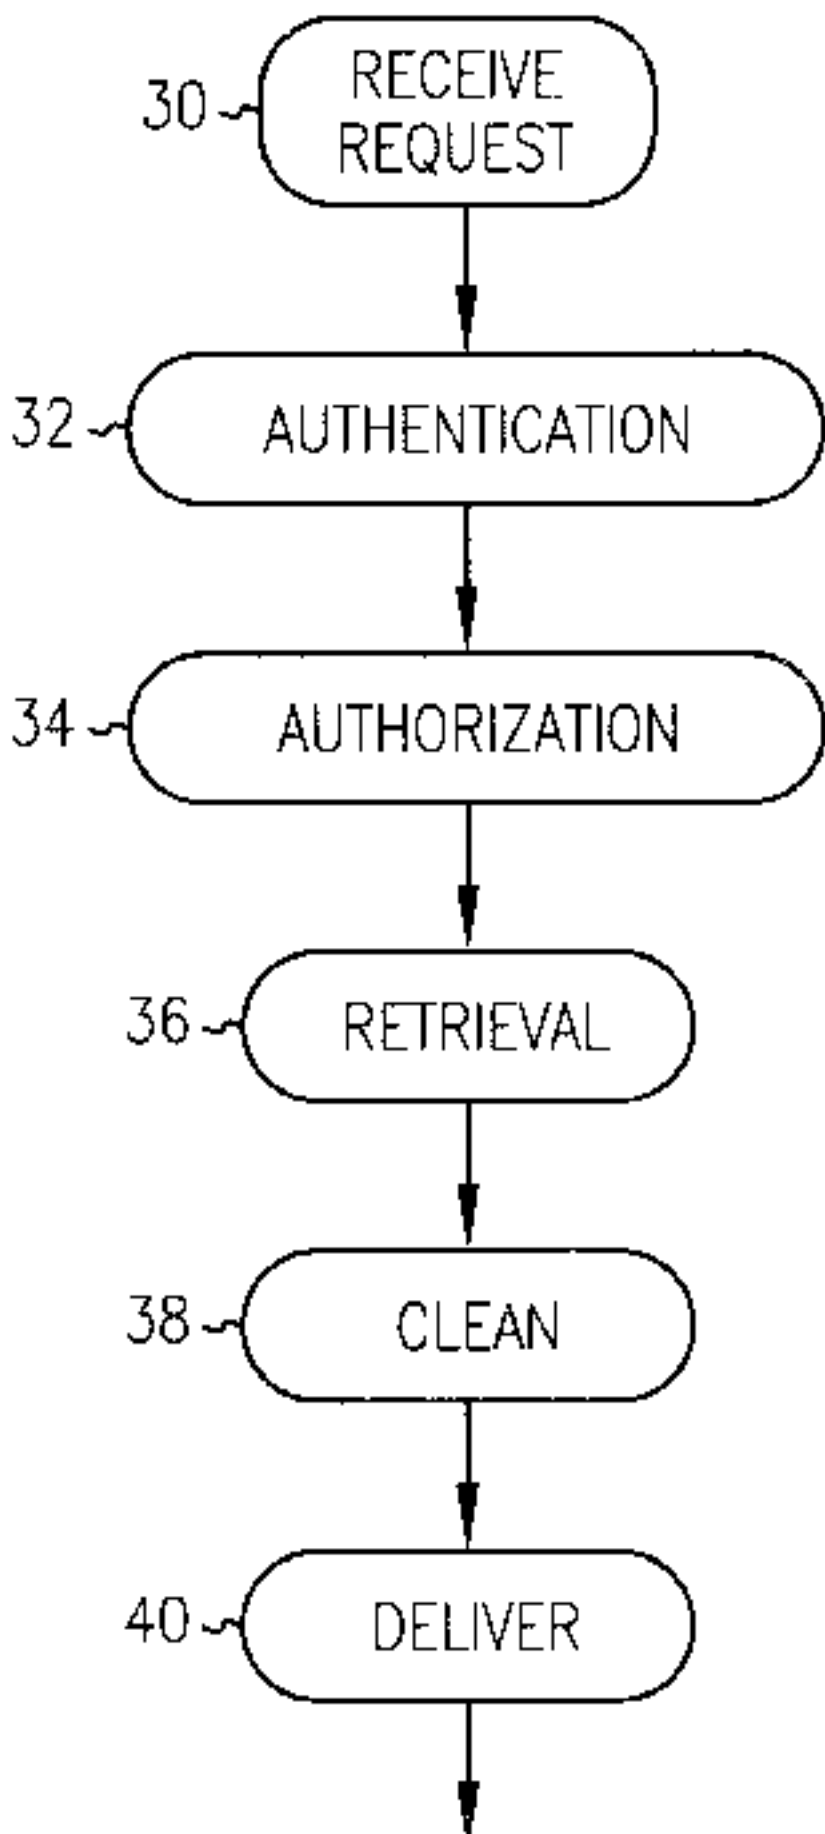 30
RECEIVE
REQUEST
32
AUTHENTICATION
34
AUTHORIZATION
36
RETRIEVAL
38
CLEAN
40
DELIVER